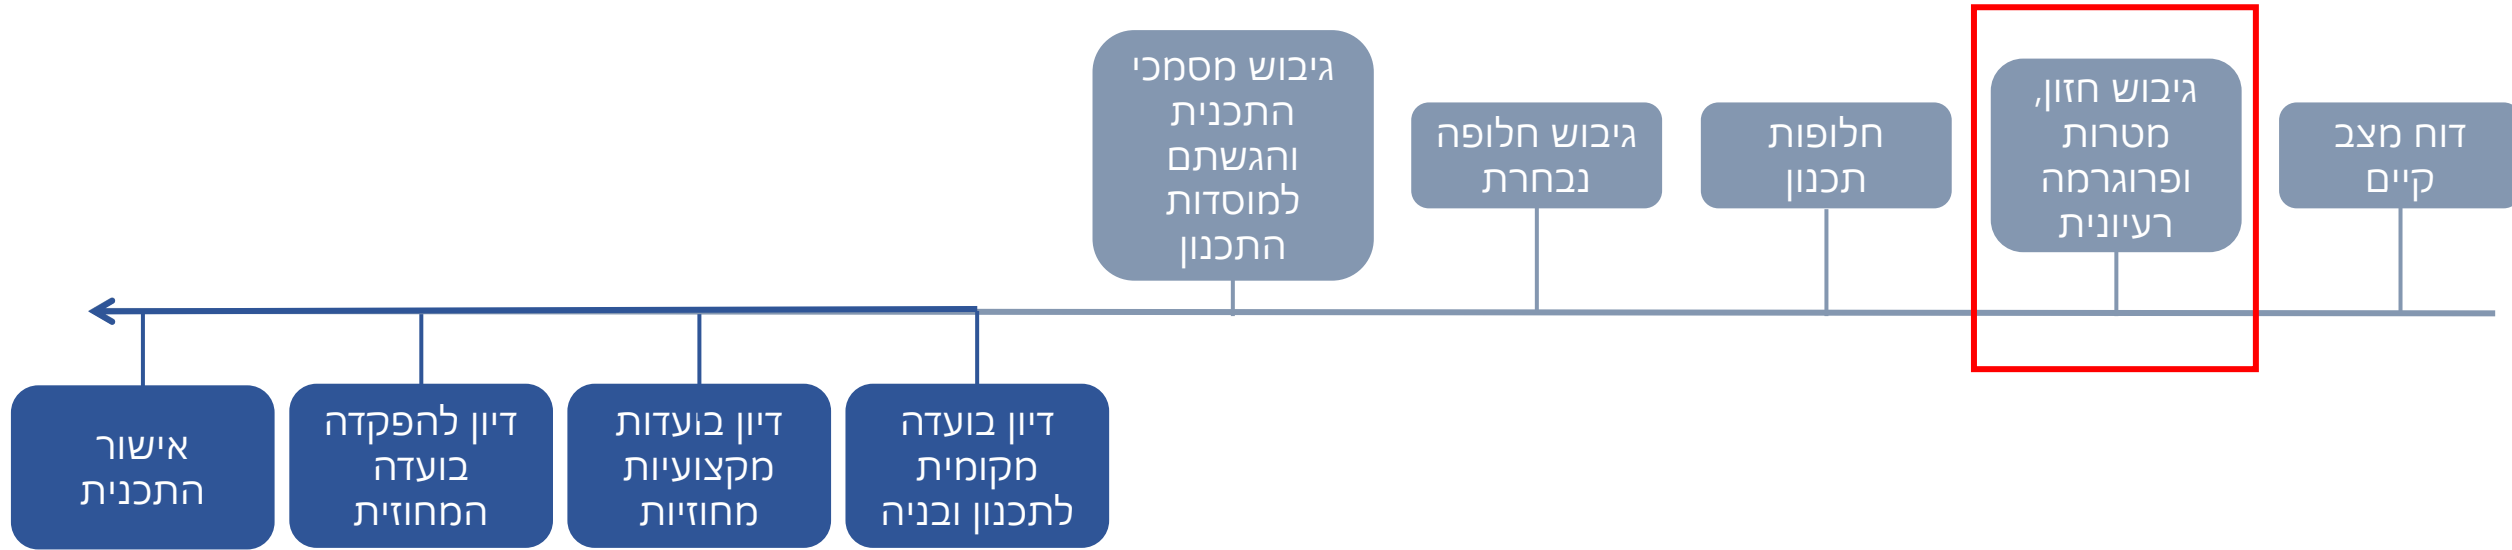 דוח מצב
קיים
גיבוש חזון,
מטרות
ופרוגרמה
רעיונית
חלופות
תכנון
גיבוש חלופה
נבחרת
גיבוש מסמכי
התכנית
והגשתם
למוסדות
התכנון
דיון בועדה
מקומית
לתכנון ובניה
דיון בועדות
מקצועיות
מחוזיות
דיון להפקדה
בועדה
המחוזית
אישור
התכנית